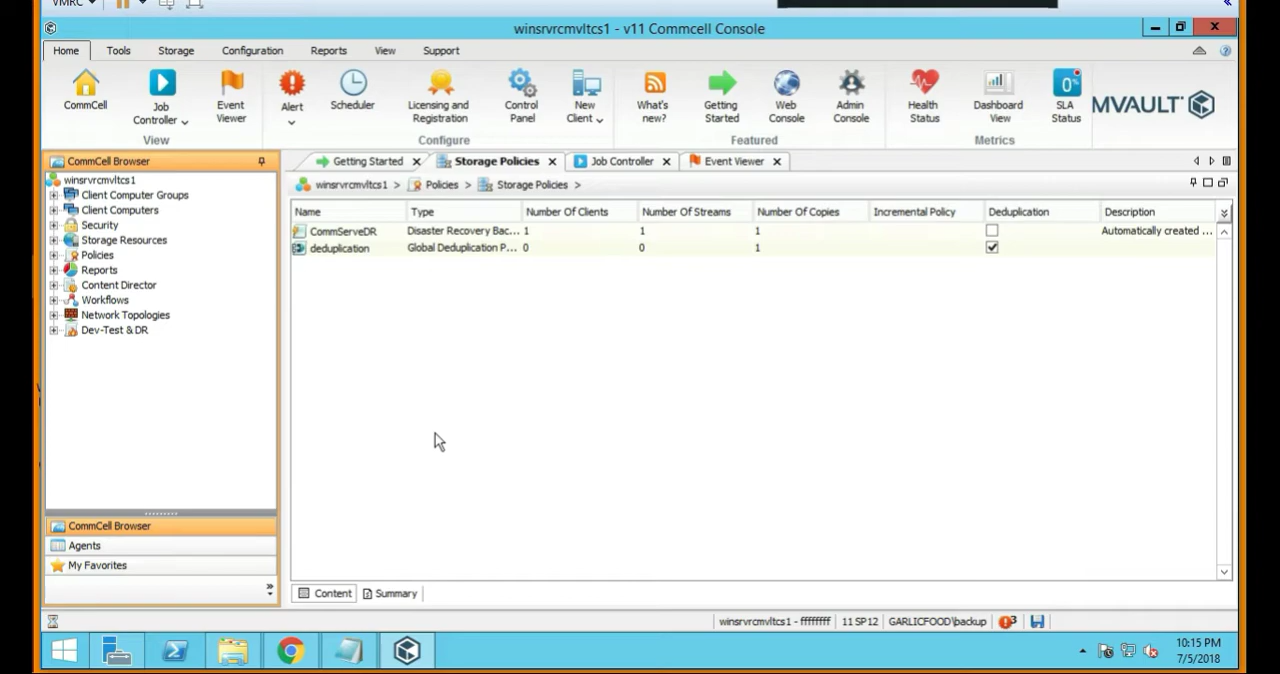 VMRC
winsrvrcmvltcs1 - v11 Commcell Console
Home Tools Storage Configuration Reports View Support
CommCell
Job Controller
Event Viewer
Alert
Scheduler
Licensing and Registration
Control Panel
New Client
What's new?
Getting Started
Web Console
Admin Console
Health Status
Dashboard View
0%
SLA Status
MVAULT
View Configure Featured Metrics
CommCell Browser
Getting Started Storage Policies Job Controller Event Viewer
winsrvrcmvltcs1 > Policies > Storage Policies >
winsrvrcmvltcs1
Client Computer Groups
Client Computers
Security
Storage Resources
Policies
Reports
Content Director
Workflows
Network Topologies
Dev-Test & DR
Name Type Number Of Clients Number Of Streams Number Of Copies Incremental Policy Deduplication Description
CommServeDR Disaster Recovery Bac... 1 1 1 Automatically created ...
deduplication Global Deduplication P... 0 0 1
CommCell Browser
Agents
My Favorites
Content Summary
winsrvrcmvltcs1 - ffffffff 11 SP12 GARLICFOOD\backup 3
10:15 PM
7/5/2018